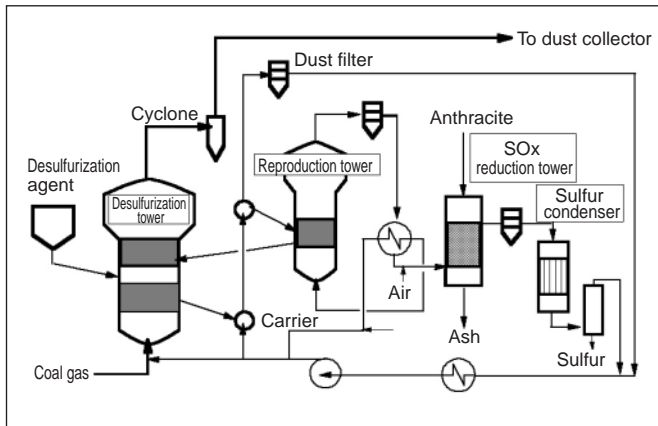 To dust collector
Dust filter
Cyclone
Anthracite
Desulfurization
agent
Reproduction tower
SOx
reduction tower
Desulfurization
tower
Sulfur
condenser
Air
Carrier
Ash
Coal gas
Sulfur